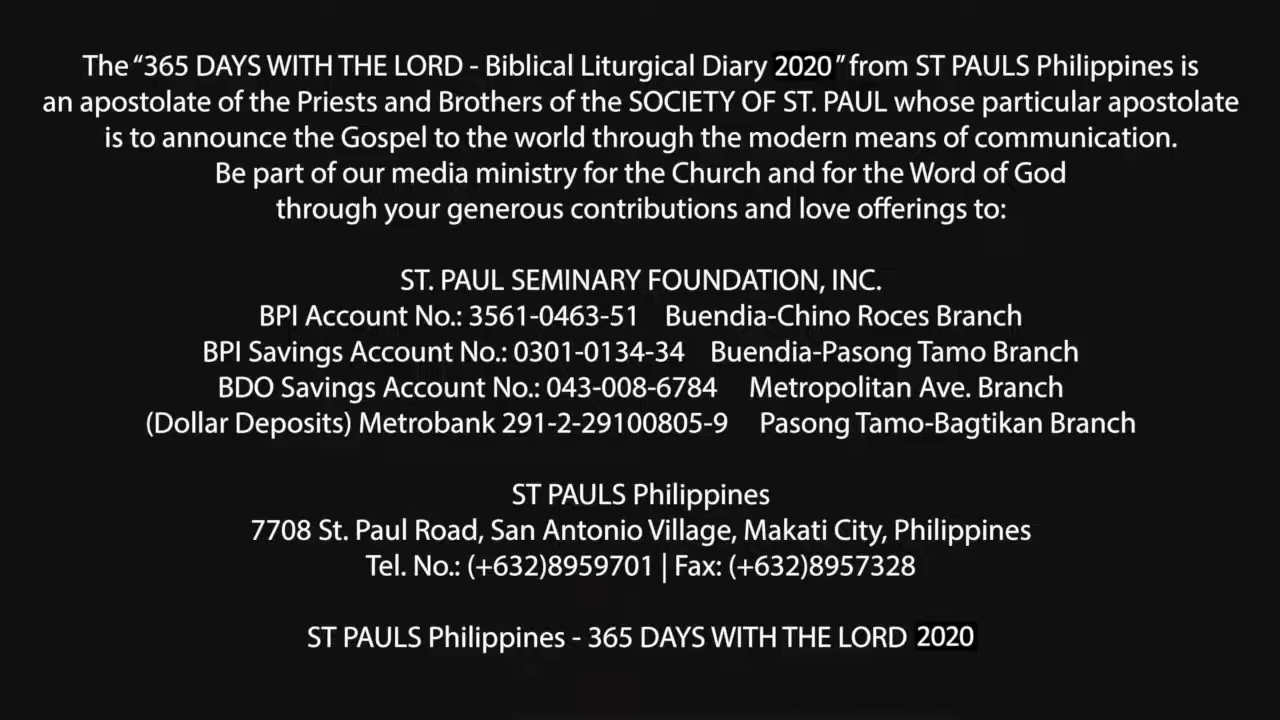 The “365 DAYS WITH THE LORD - Biblical Liturgical Diary 2020” from ST PAULS Philippines is
an apostolate of the Priests and Brothers of the SOCIETY OF ST. PAUL whose particular apostolate
is to announce the Gospel to the world through the modern means of communication.
Be part of our media ministry for the Church and for the Word of God
through your generous contributions and love offerings to:
ST. PAUL SEMINARY FOUNDATION, INC.
BPI Account No.: 3561-0463-51 Buendia-Chino Roces Branch
BPI Savings Account No.: 0301-0134-34 Buendia-Pasong Tamo Branch
BDO Savings Account No.: 043-008-6784 Metropolitan Ave. Branch
(Dollar Deposits) Metrobank 291-2-29100805-9 Pasong Tamo-Bagtikan Branch
ST PAULS Philippines
7708 St. Paul Road, San Antonio Village, Makati City, Philippines
Tel. No.: (+632)8959701 | Fax: (+632)8957328
ST PAULS Philippines - 365 DAYS WITH THE LORD 2020